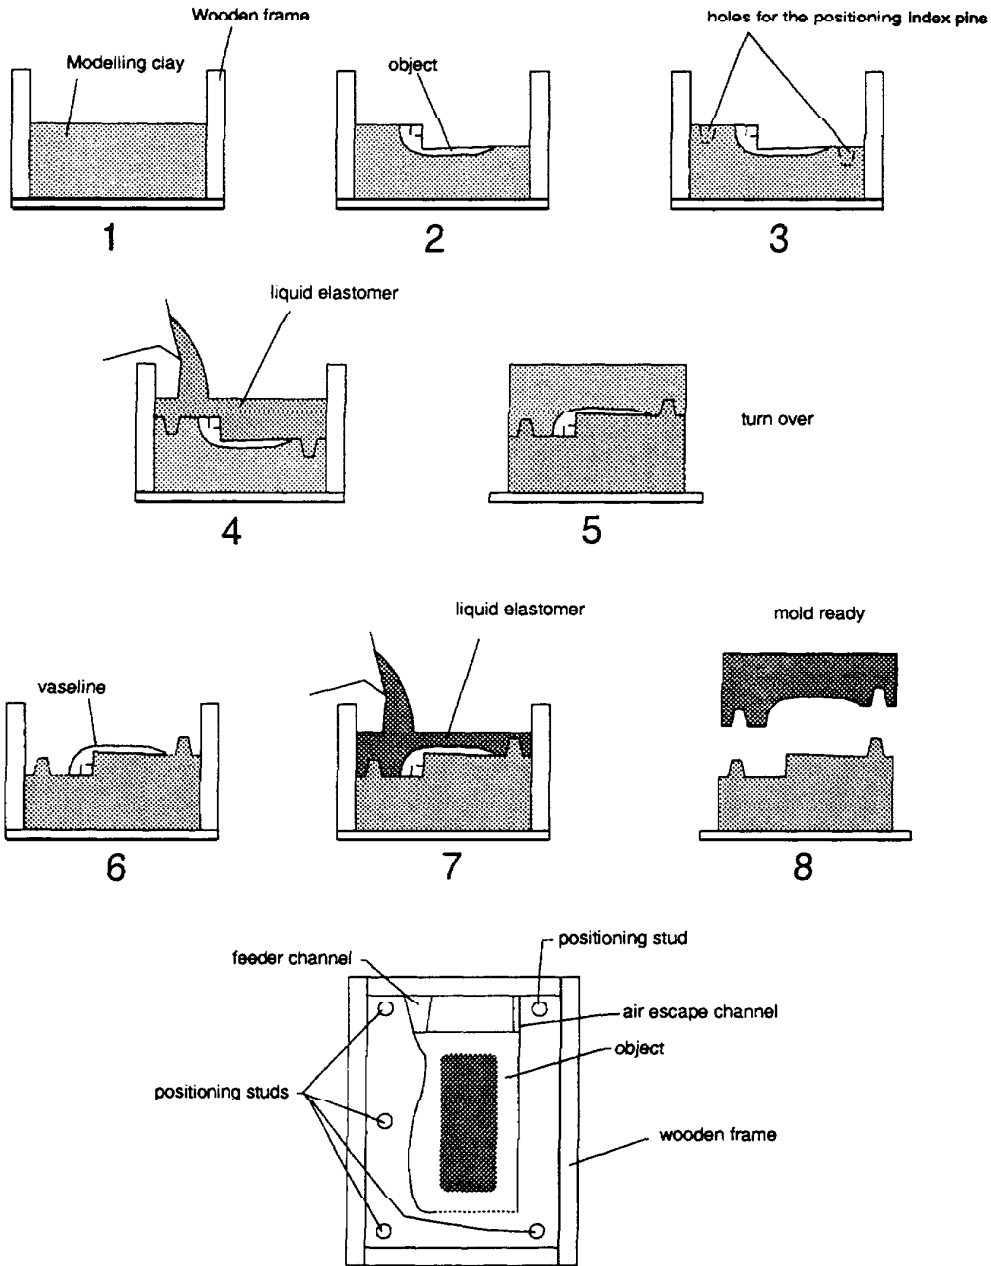 Wooden frame
holes for the positioning index pine
Modelling clay
object
1
2
3
liquid elastomer
turn over
4
5
liquid elastomer
mold ready
vaseline
6
7
8
positioning stud
feeder channel
air escape channel
object
positioning studs
wooden frame